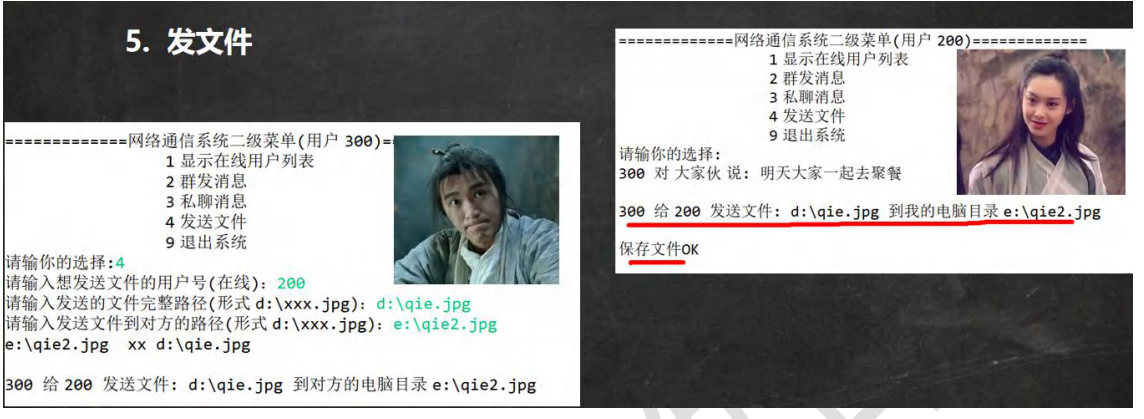 5. 发文件
=============网络通信系统二级菜单(用户 300)=
1 显示在线用户列表
2 群发消息
3 私聊消息
4 发送文件
9 退出系统
请输你的选择:4
请输入想发送文件的用户号(在线): 200
请输入发送的文件完整路径(形式 d:\xxx.jpg): d:\qie.jpg
请输入发送文件到对方的路径(形式 d:\xxx.jpg): e:\qie2.jpg
e:\qie2.jpg xx d:\qie.jpg
300 给 200 发送文件: d:\qie.jpg 到对方的电脑目录 e:\qie2.jpg
=============网络通信系统二级菜单(用户 200)=============
1 显示在线用户列表
2 群发消息
3 私聊消息
4 发送文件
9 退出系统
请输你的选择:
300 对 大家伙 说: 明天大家一起去聚餐
300 给 200 发送文件: d:\qie.jpg 到我的电脑目录 e:\qie2.jpg
保存文件OK